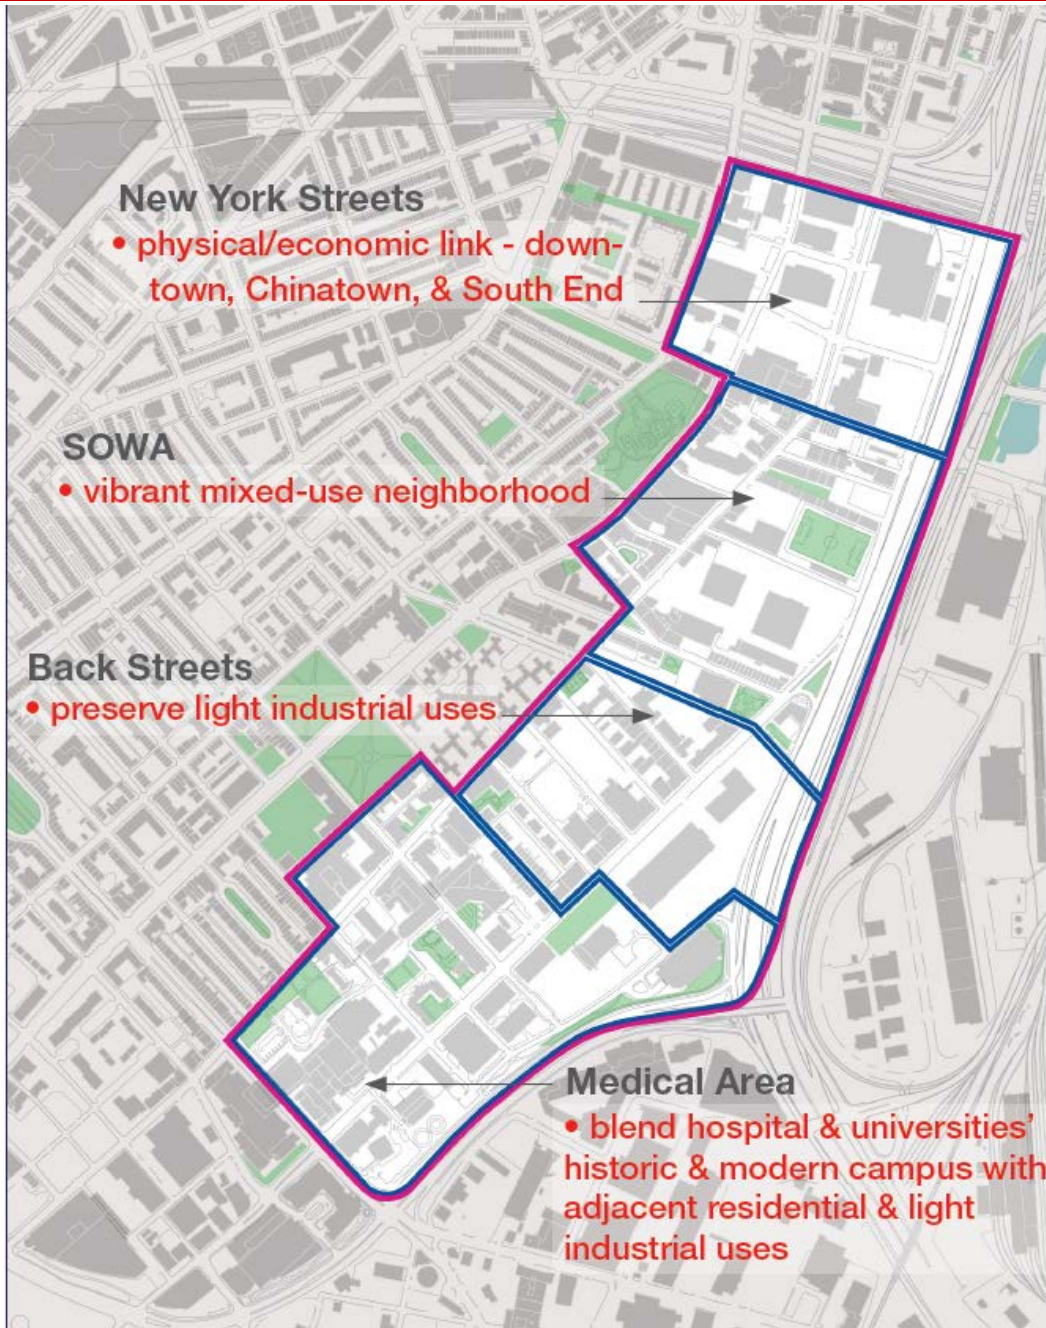 New York Streets
• physical/economic link - down-
town, Chinatown, & South End
SOWA
• vibrant mixed-use neighborhood
Back Streets
• preserve light industrial uses
Medical Area
• blend hospital & universities'
historic & modern campus with
adjacent residential & light
industrial uses